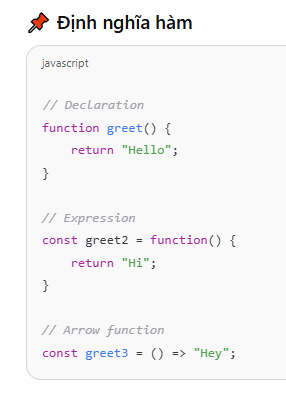 📌 Định nghĩa hàm
javascript
// Declaration
function greet() {
    return "Hello";
}
// Expression
const greet2 = function() {
    return "Hi";
}
// Arrow function
const greet3 = () => "Hey";